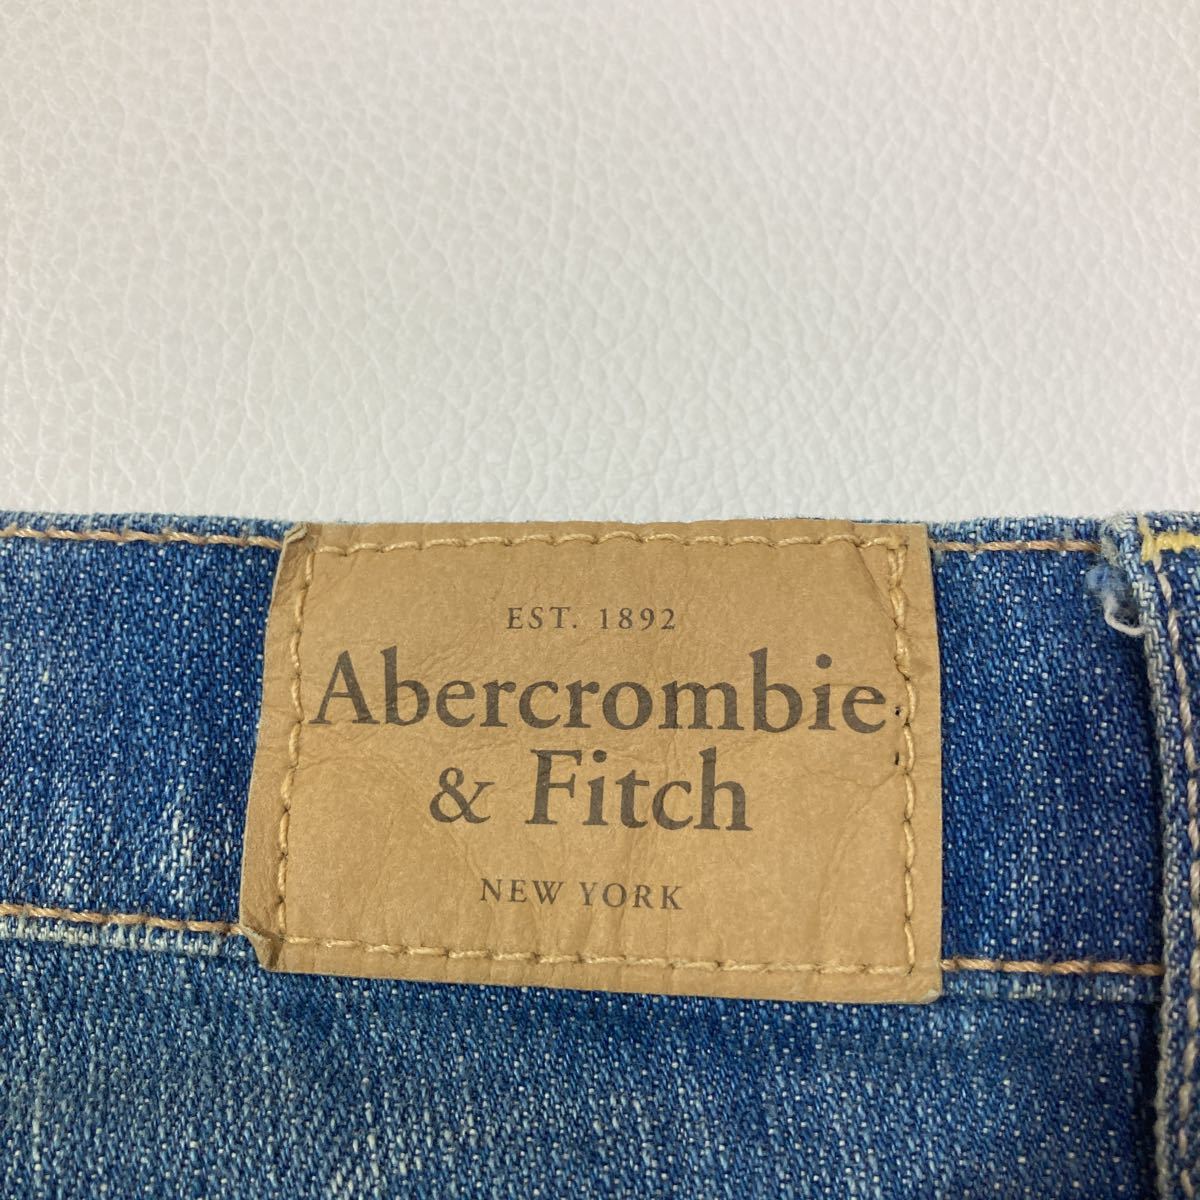 EST. 1892
Abercrombie
& Fitch
NEW YORK